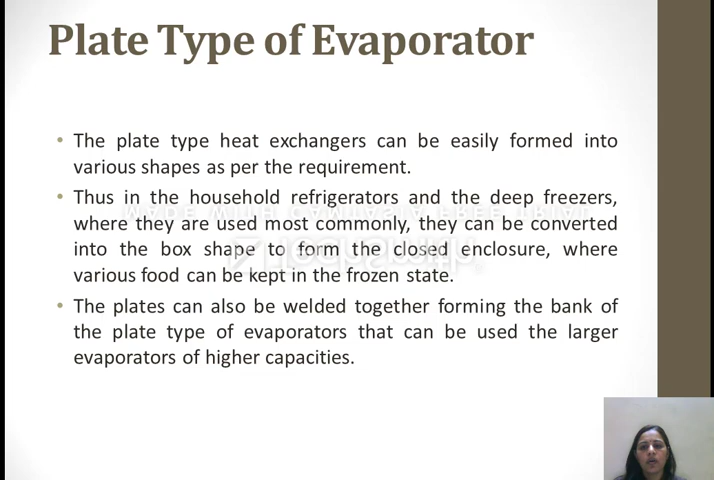 Plate Type of Evaporator
• The plate type heat exchangers can be easily formed into
various shapes as per the requirement.
• Thus in the household refrigerators and the deep freezers,
where they are used most commonly, they can be converted
into the box shape to form the closed enclosure, where
various food can be kept in the frozen state.
• The plates can also be welded together forming the bank of
the plate type of evaporators that can be used the larger
evaporators of higher capacities.